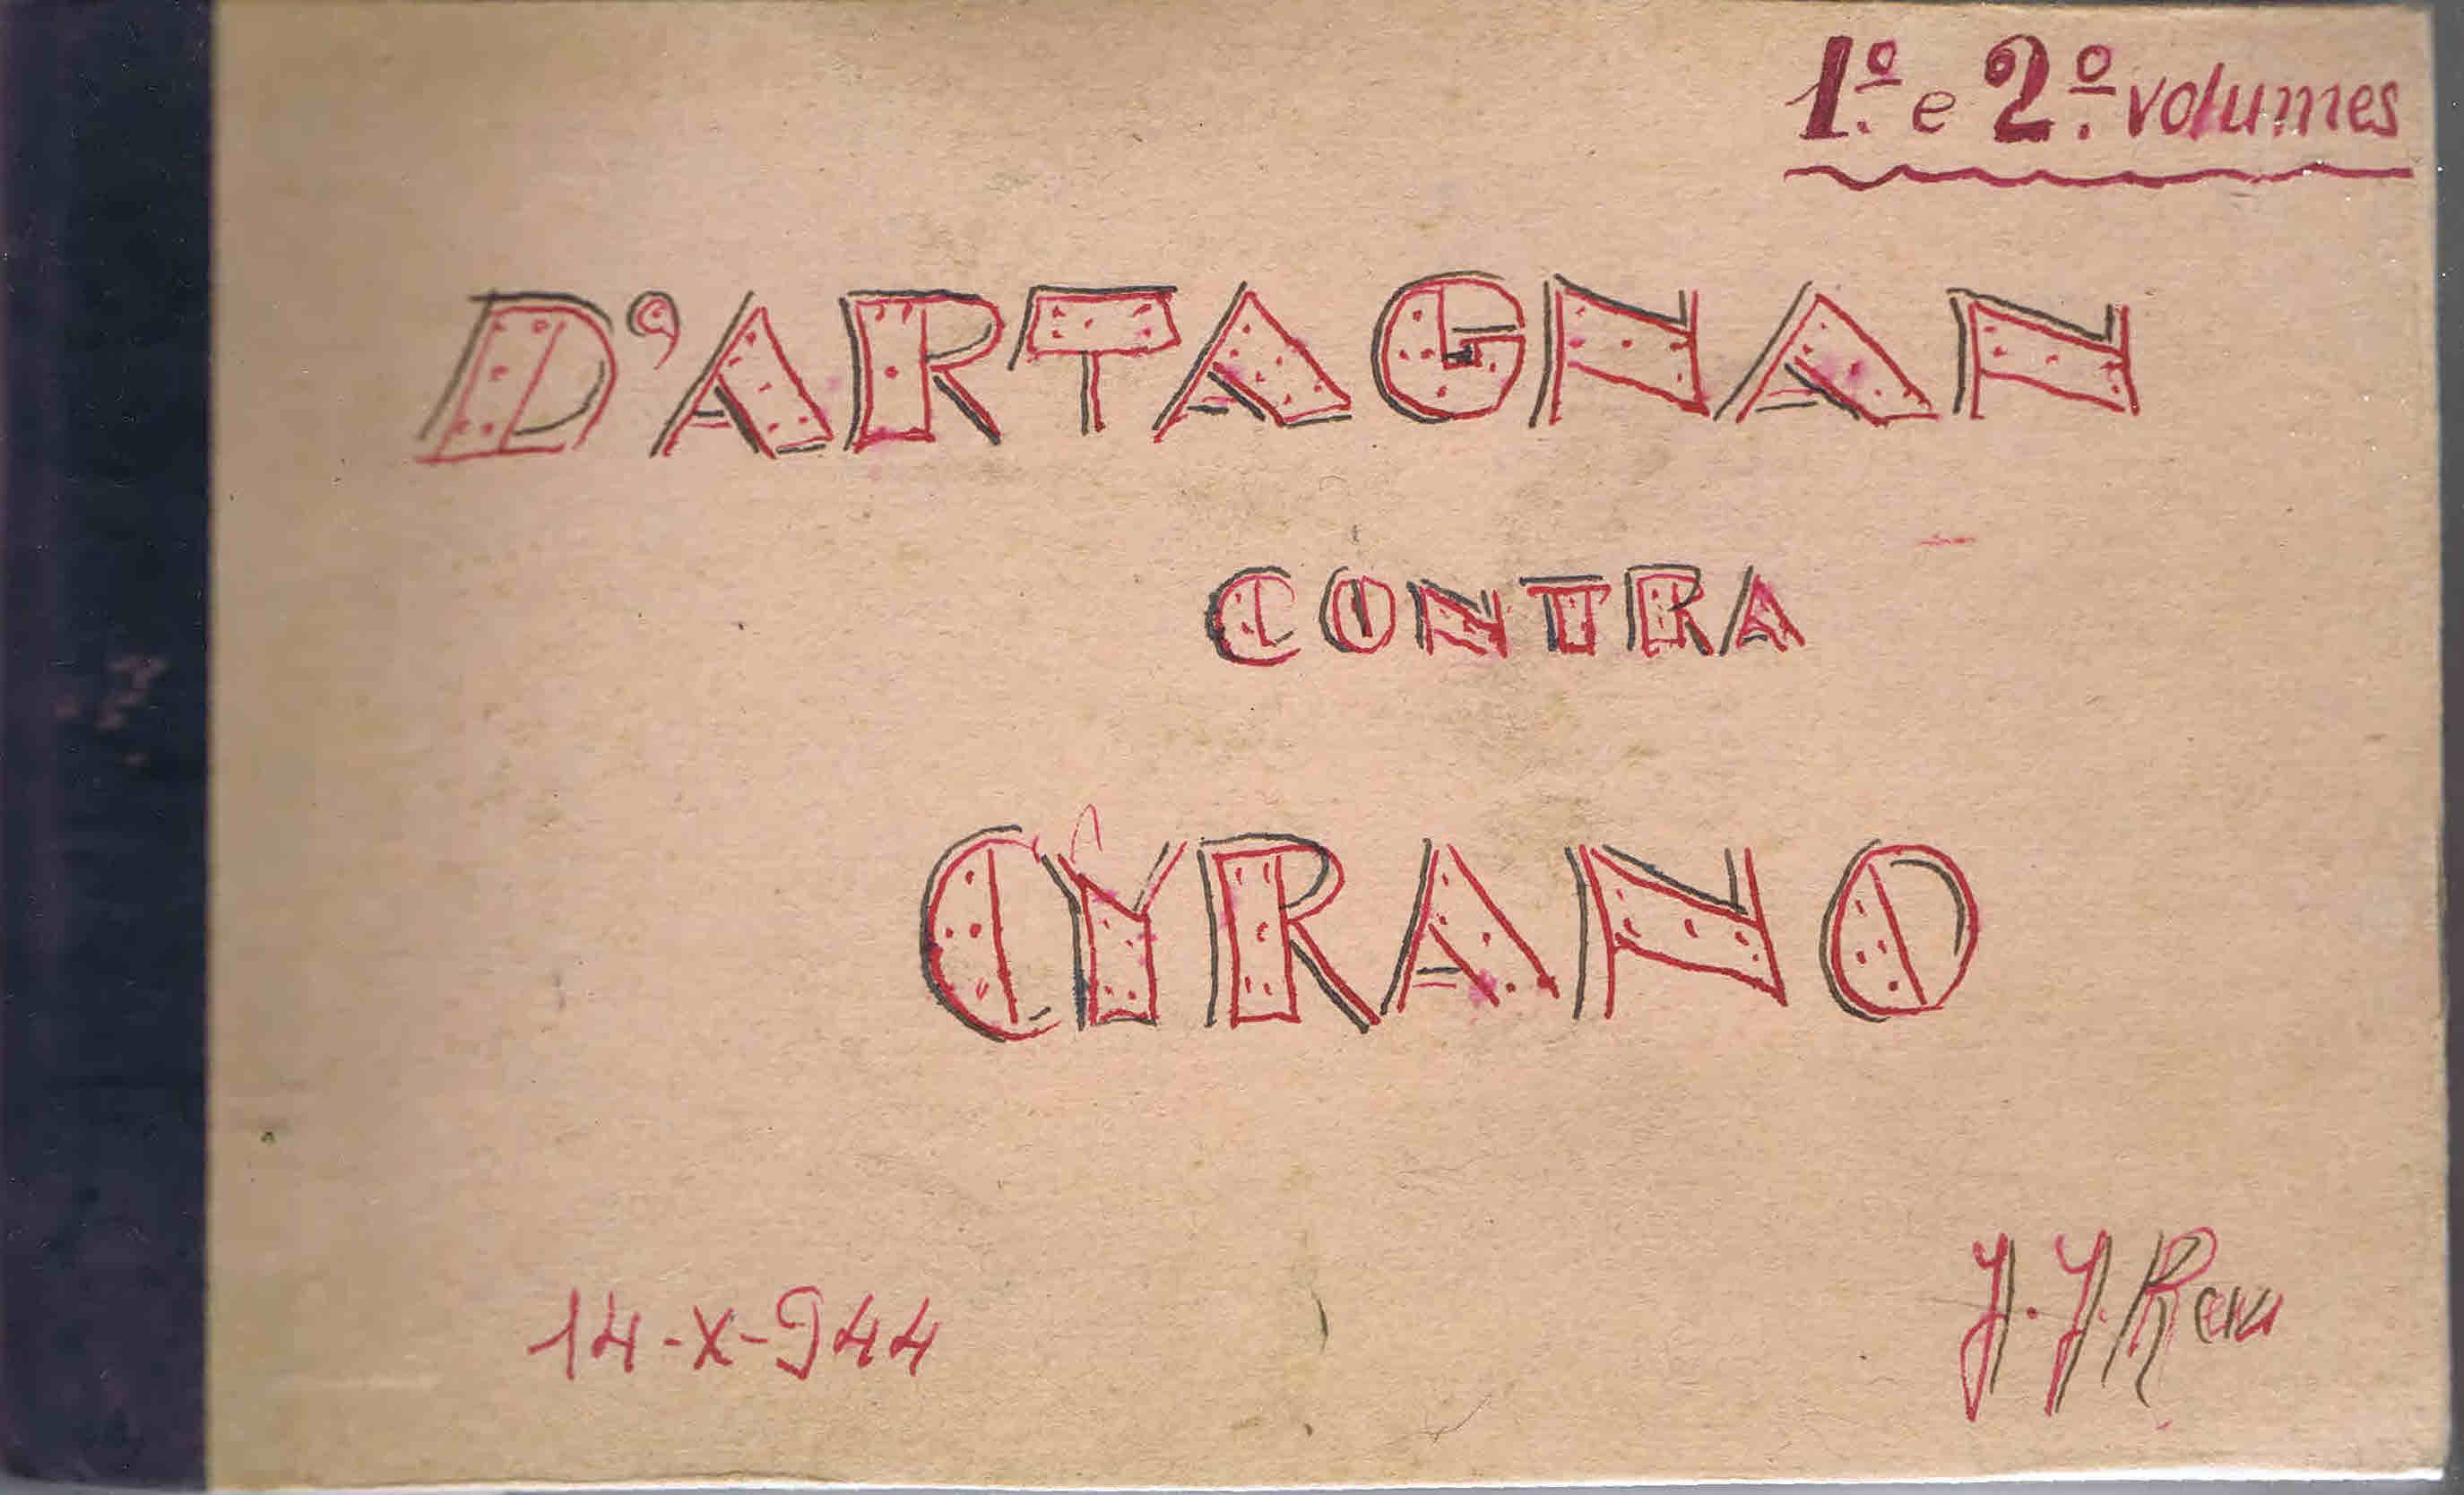 1.º e 2.º volumes
D'ARTAGNAN
CONTRA
CYRANO
14-X-944
J. J. R